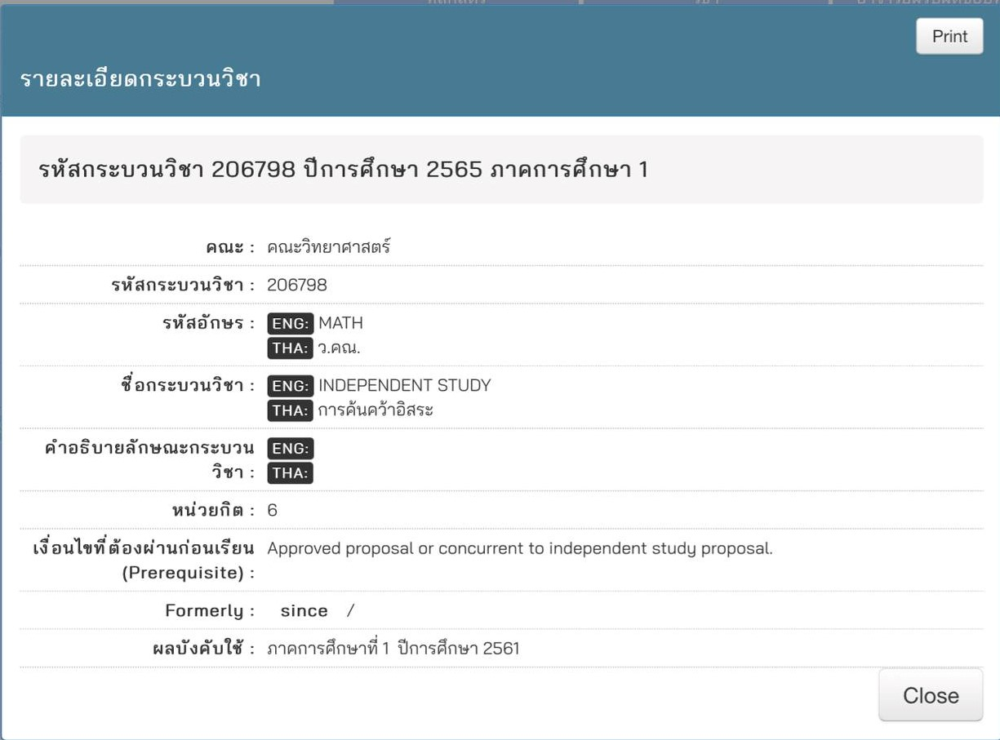 Print
รายละเอียดกระบวนวิชา
รหัสกระบวนวิชา 206798 ปีการศึกษา 2565 ภาคการศึกษา 1
คณะ : คณะวิทยาศาสตร์
รหัสกระบวนวิชา : 206798
รหัสอักษร : ENG: MATH
THA: ว.คณ.
ชื่อกระบวนวิชา : ENG: INDEPENDENT STUDY
THA: การค้นคว้าอิสระ
คำอธิบายลักษณะกระบวน ENG:
วิชา : THA:
หน่วยกิต : 6
เงื่อนไขที่ต้องผ่านก่อนเรียน Approved proposal or concurrent to independent study proposal.
(Prerequisite) :
Formerly : since /
ผลบังคับใช้ : ภาคการศึกษาที่ 1 ปีการศึกษา 2561
Close